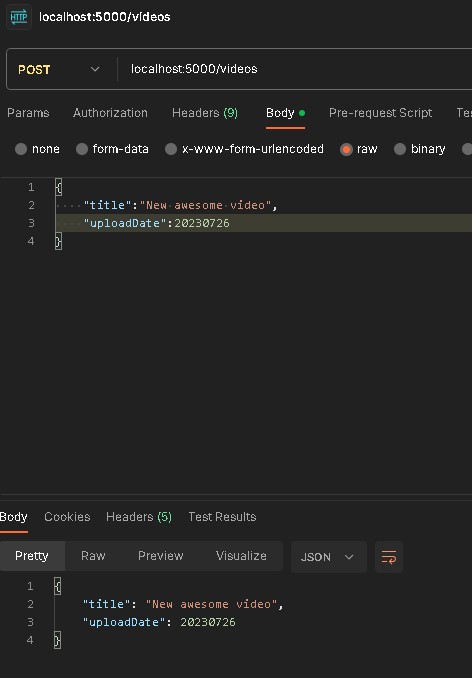 HTTP localhost:5000/videos
POST localhost:5000/videos
Params Authorization Headers (9) Body Pre-request Script
none form-data x-www-form-urlencoded raw binary
1 {
2 "title":"New awesome video",
3 "uploadDate":20230726
4 }
Body Cookies Headers (5) Test Results
Pretty Raw Preview Visualize JSON
1 {
2 "title": "New awesome video",
3 "uploadDate": 20230726
4 }